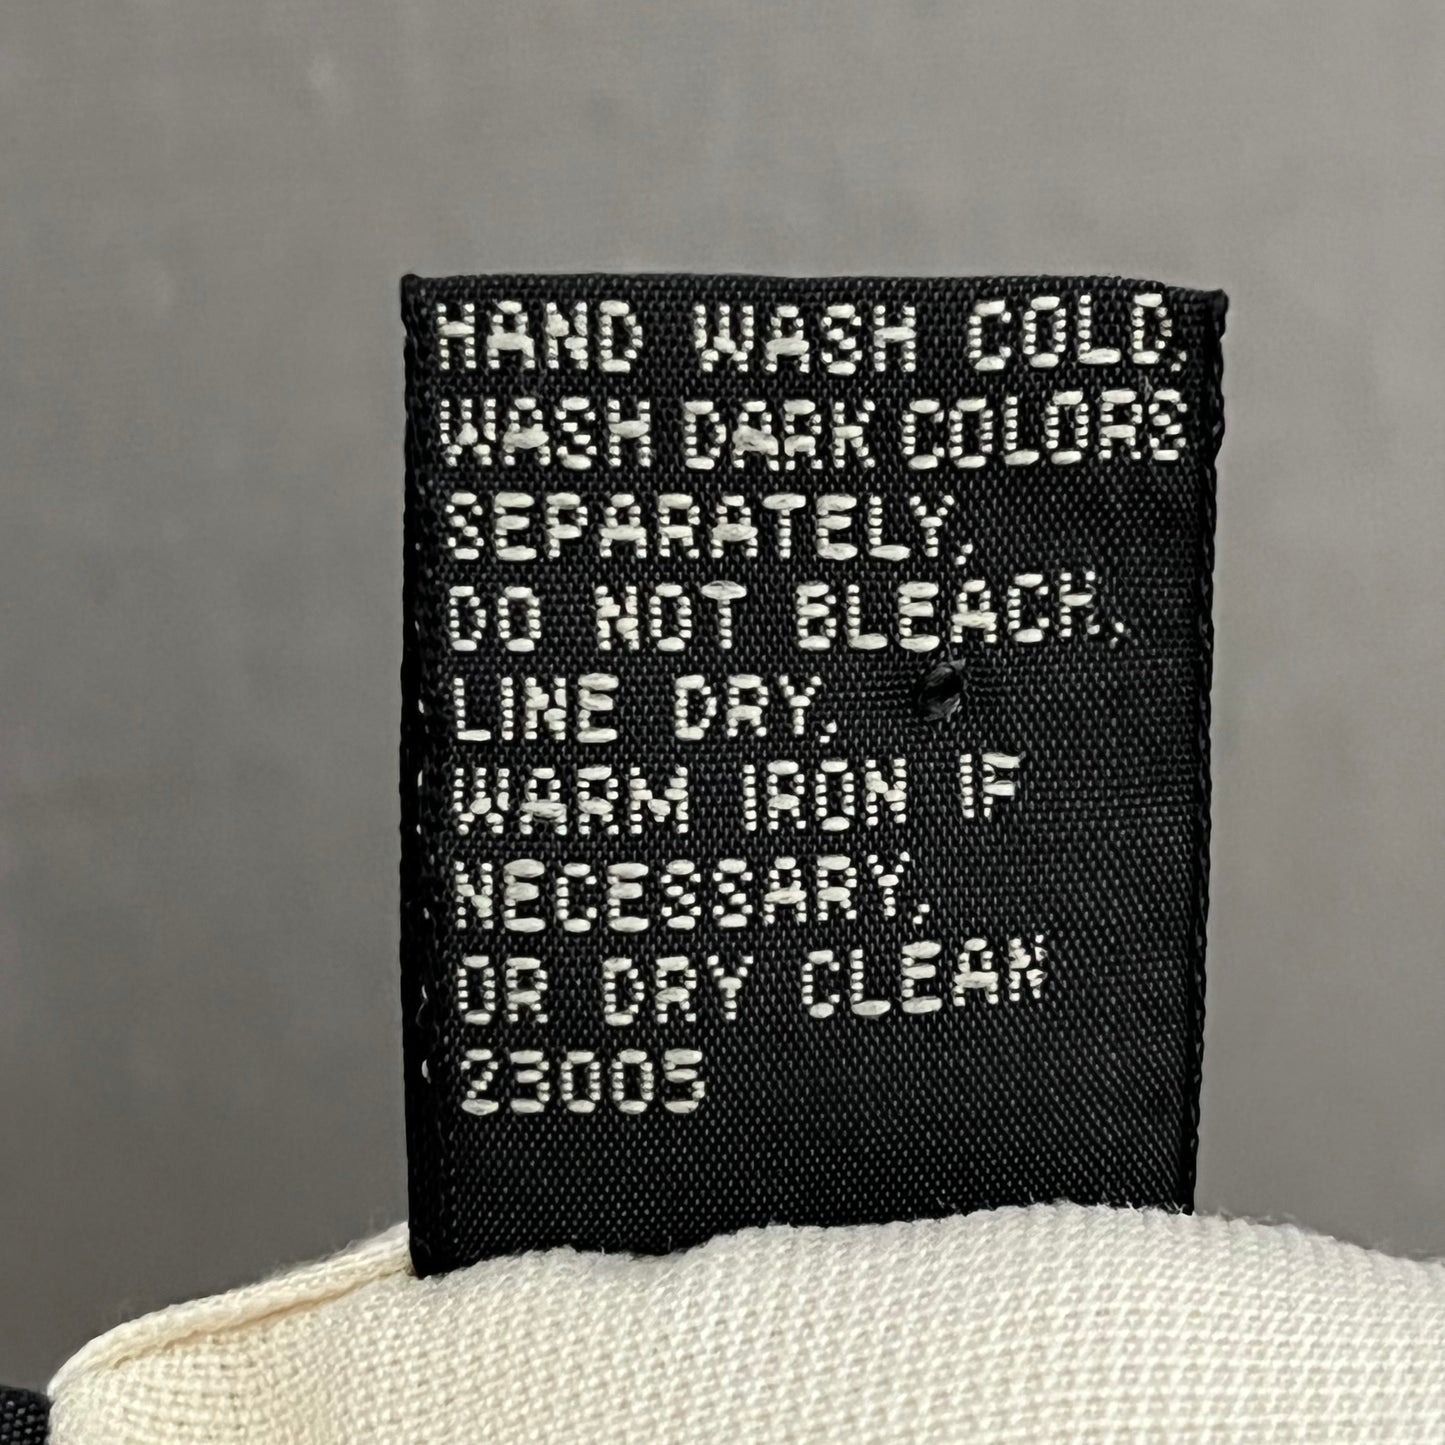 HAND WASH COLD,
WASH DARK COLORS
SEPARATELY,
DO NOT BLEACH,
LINE DRY,
WARM IRON IF
NECESSARY,
OR DRY CLEAN
23005